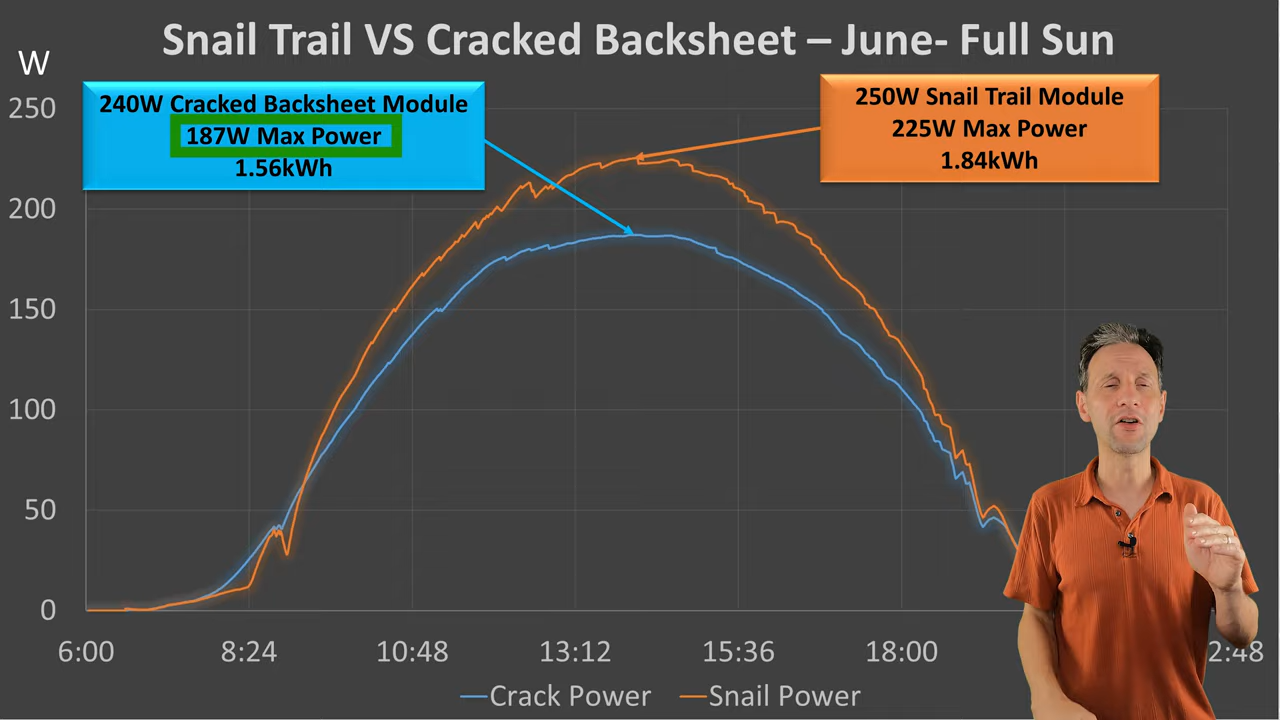 Snail Trail VS Cracked Backsheet – June- Full Sun
W
240W Cracked Backsheet Module
187W Max Power
1.56kWh
250W Snail Trail Module
225W Max Power
1.84kWh
250
200
150
100
50
0
6:00 8:24 10:48 13:12 15:36 18:00 2:48
Crack Power Snail Power